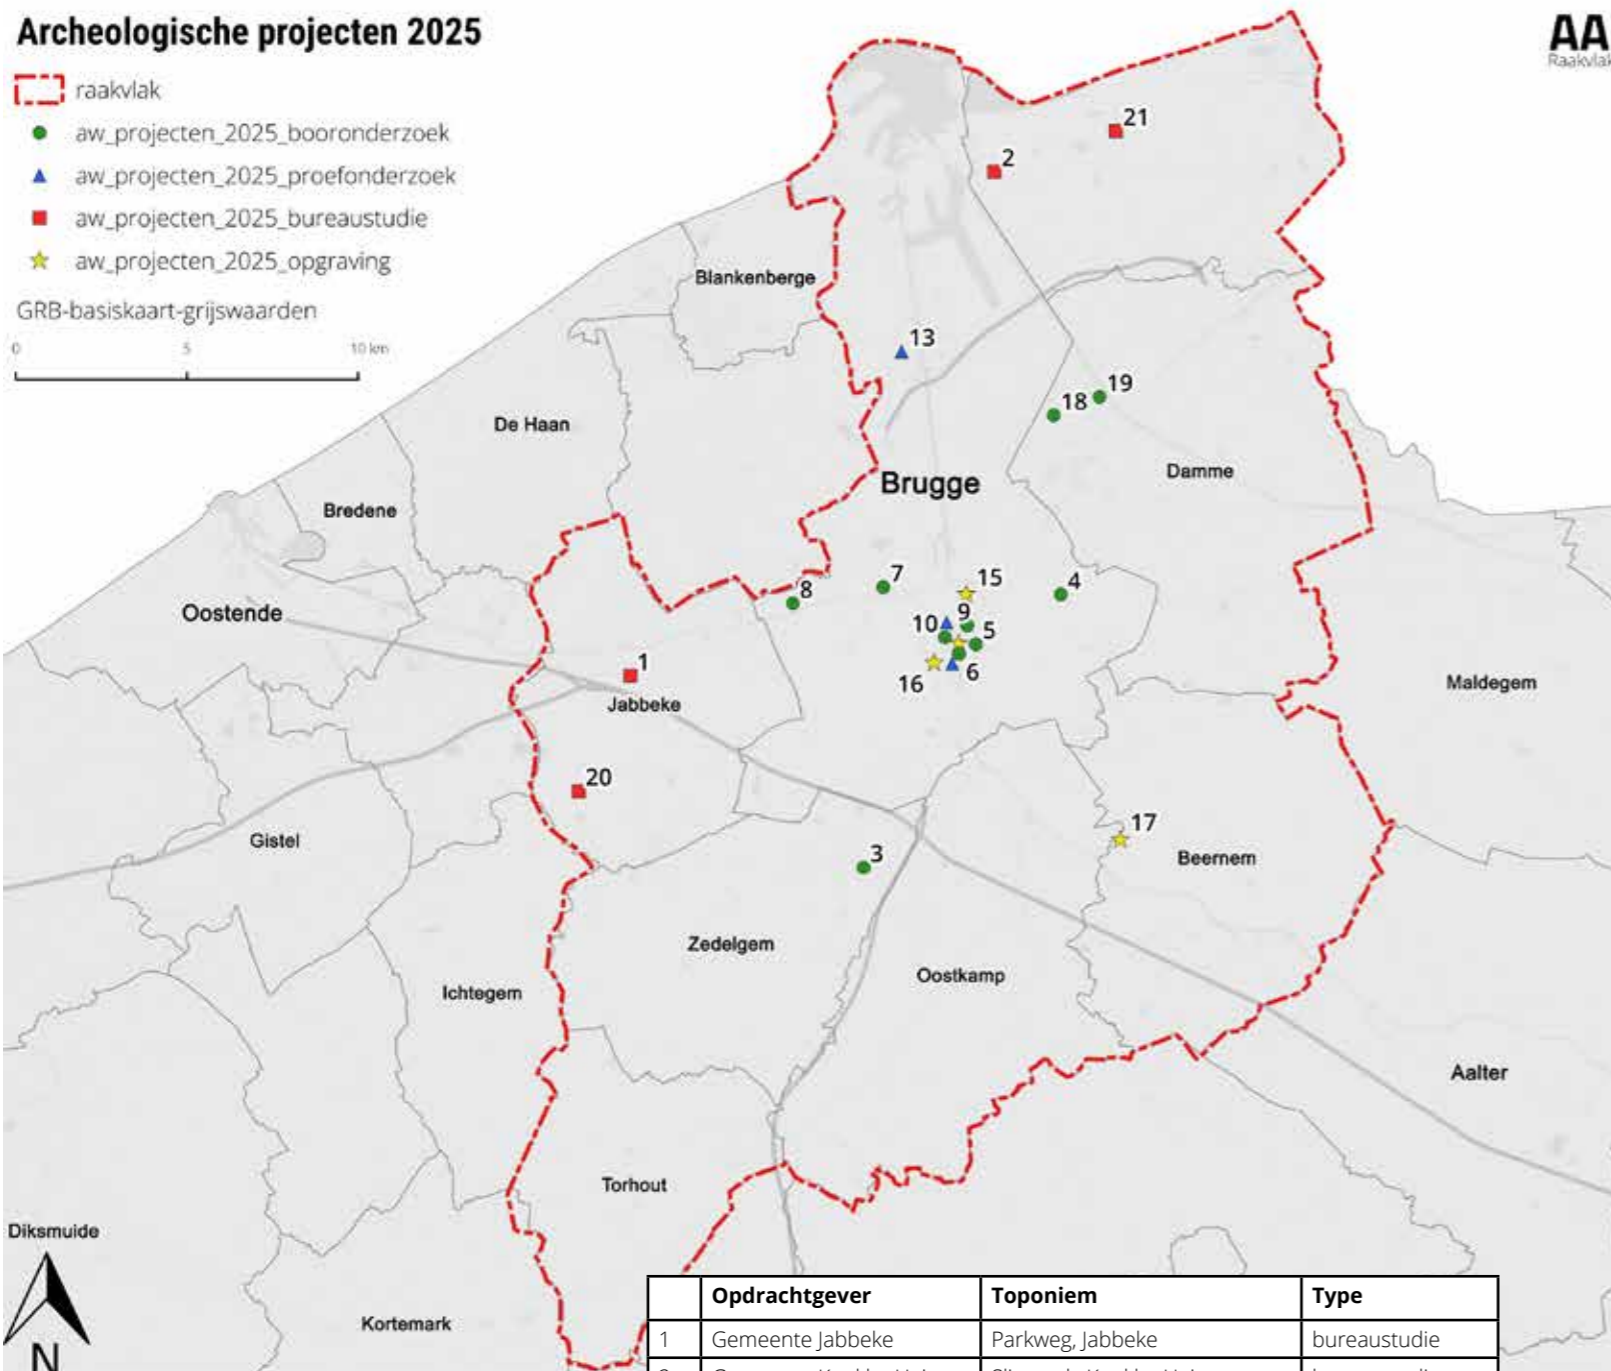 Archeologische projecten 2025
AA
Raakvlak
raakvlak
aw_projecten_2025_booronderzoek
aw_projecten_2025_proefonderzoek
aw_projecten_2025_bureaustudie
aw_projecten_2025_opgraving
GRB-basiskaart-grijswaarden
0 5 10 km
21
2
Blankenberge
13
19
18
De Haan
Damme
Brugge
Bredene
7
15
4
8
Oostende
9
10
5
1
6
16
Maldegem
Jabbeke
20
17
Gistel
3
Beernem
Zedelgem
Oostkamp
Ichtegem
Aalter
Torhout
Diksmuide
Opdrachtgever Toponiem Type
Kortemark
1 Gemeente Jabbeke Parkweg, Jabbeke bureaustudie
N